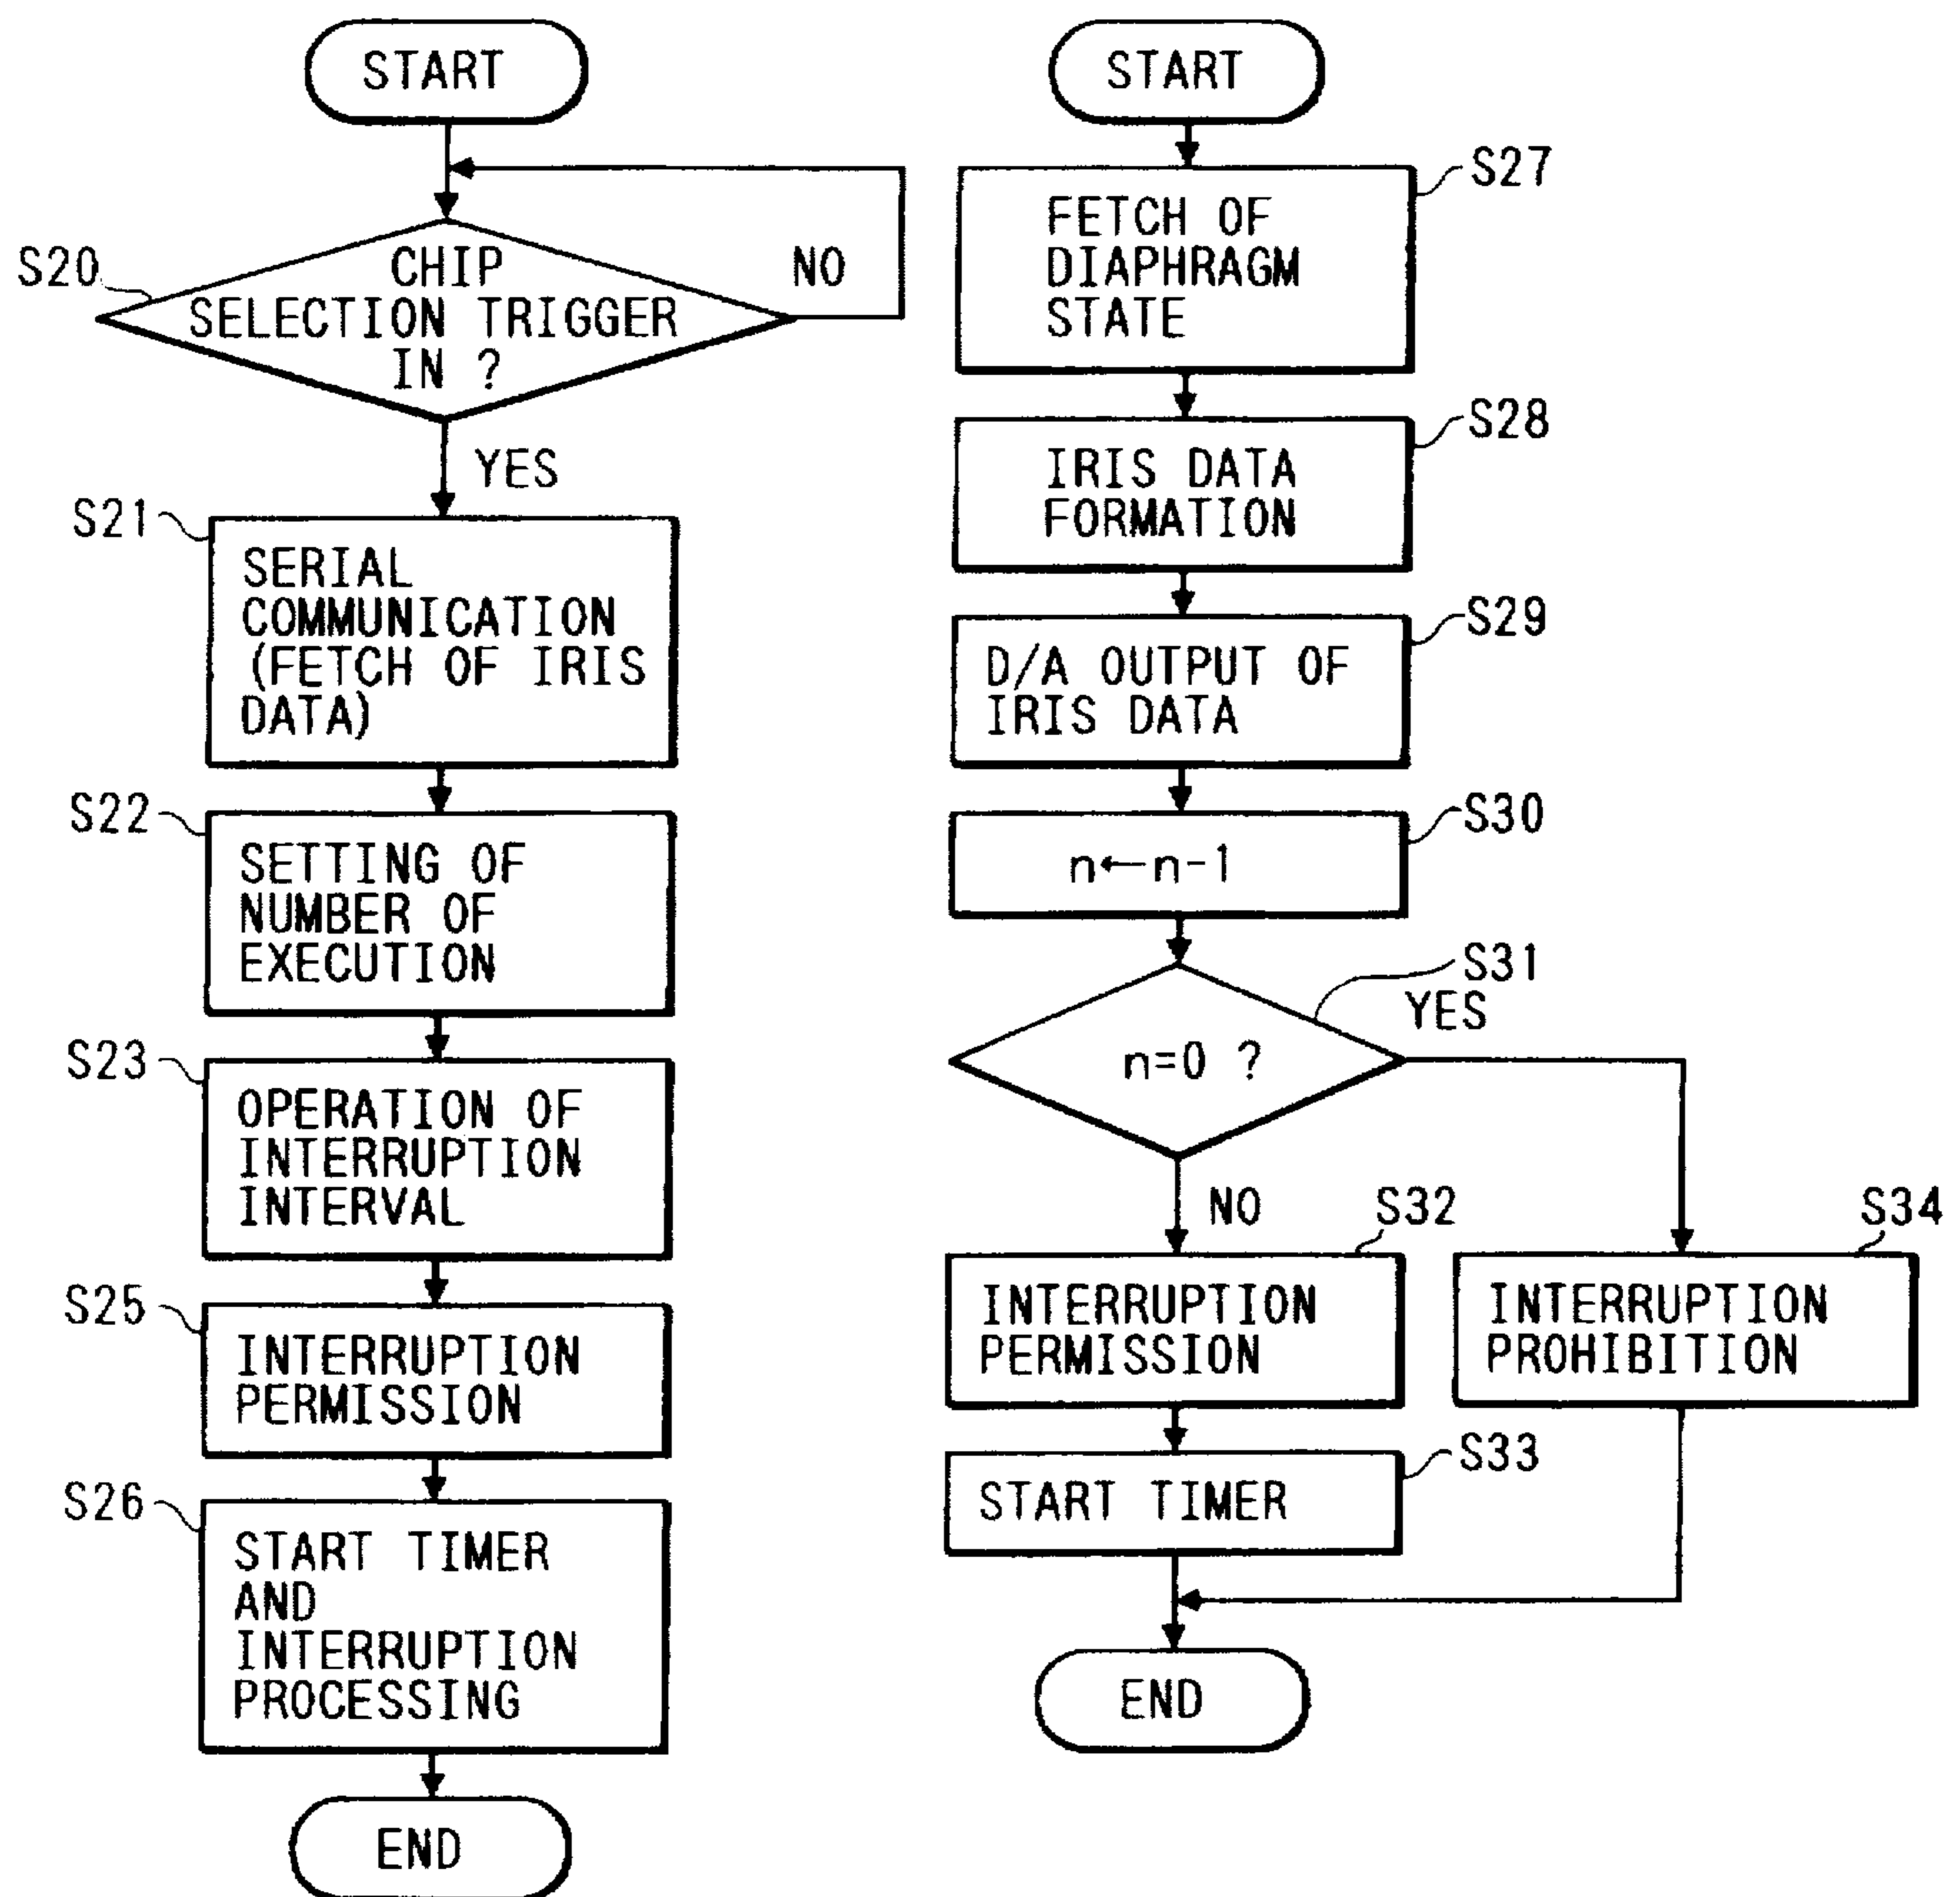 START
S20
CHIP
SELECTION TRIGGER
IN ?
NO
YES
S21
SERIAL
COMMUNICATION
(FETCH OF IRIS
DATA)
S22
SETTING OF
NUMBER OF
EXECUTION
S23
OPERATION OF
INTERRUPTION
INTERVAL
S25
INTERRUPTION
PERMISSION
S26
START TIMER
AND
INTERRUPTION
PROCESSING
END
START
S27
FETCH OF
DIAPHRAGM
STATE
S28
IRIS DATA
FORMATION
S29
D/A OUTPUT OF
IRIS DATA
S30
n←n-1
S31
YES
n=0 ?
NO
S32
INTERRUPTION
PERMISSION
S34
INTERRUPTION
PROHIBITION
S33
START TIMER
END